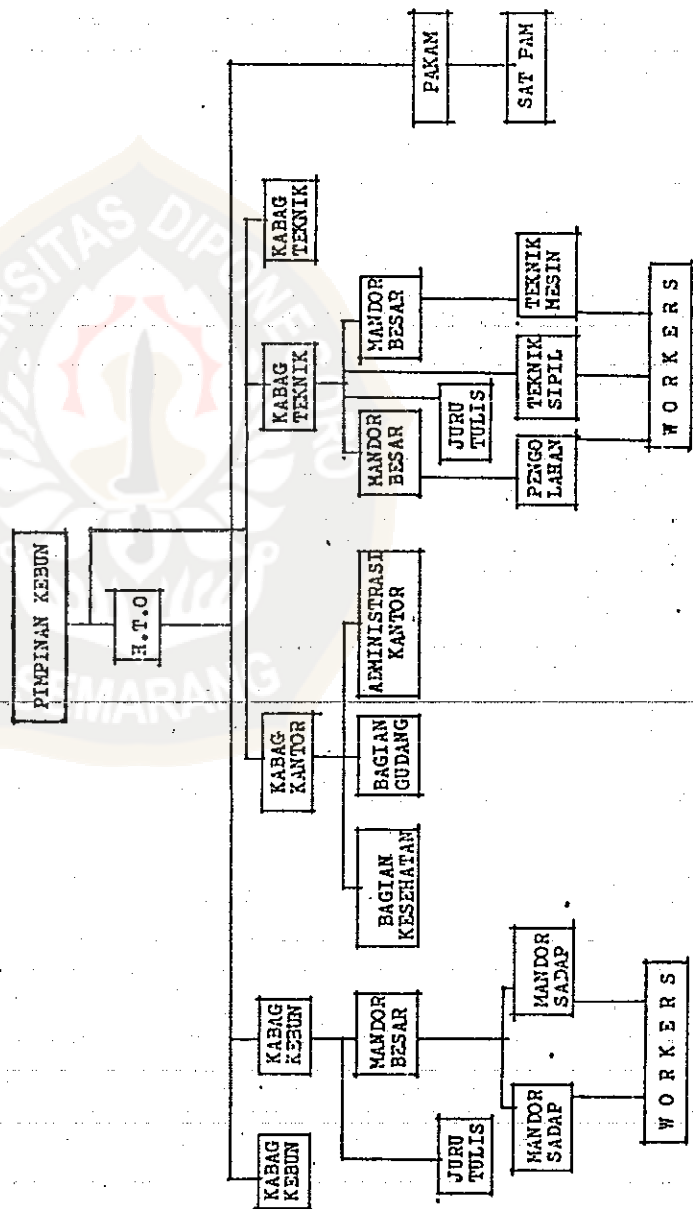 PIMPINAN KEBUN
H.T.O
KABAG
KEBUN
KABAG
KEBUN
KABAG
KANTOR
KABAG
TEKNIK
KABAG
TEKNIK
MANDOR
BESAR
BAGIAN
KESEHATAN
BAGIAN
GUDANG
ADMINISTRASI
KANTOR
MANDOR
BESAR
MANDOR
BESAR
PAKAM
JURU
TULIS
JURU
TULIS
MANDOR
SADAP
MANDOR
SADAP
PENGO
LAHAN
TEKNIK
SIPIL
TEKNIK
MESIN
SAT PAM
WORKERS
WORKERS
SEMARANG